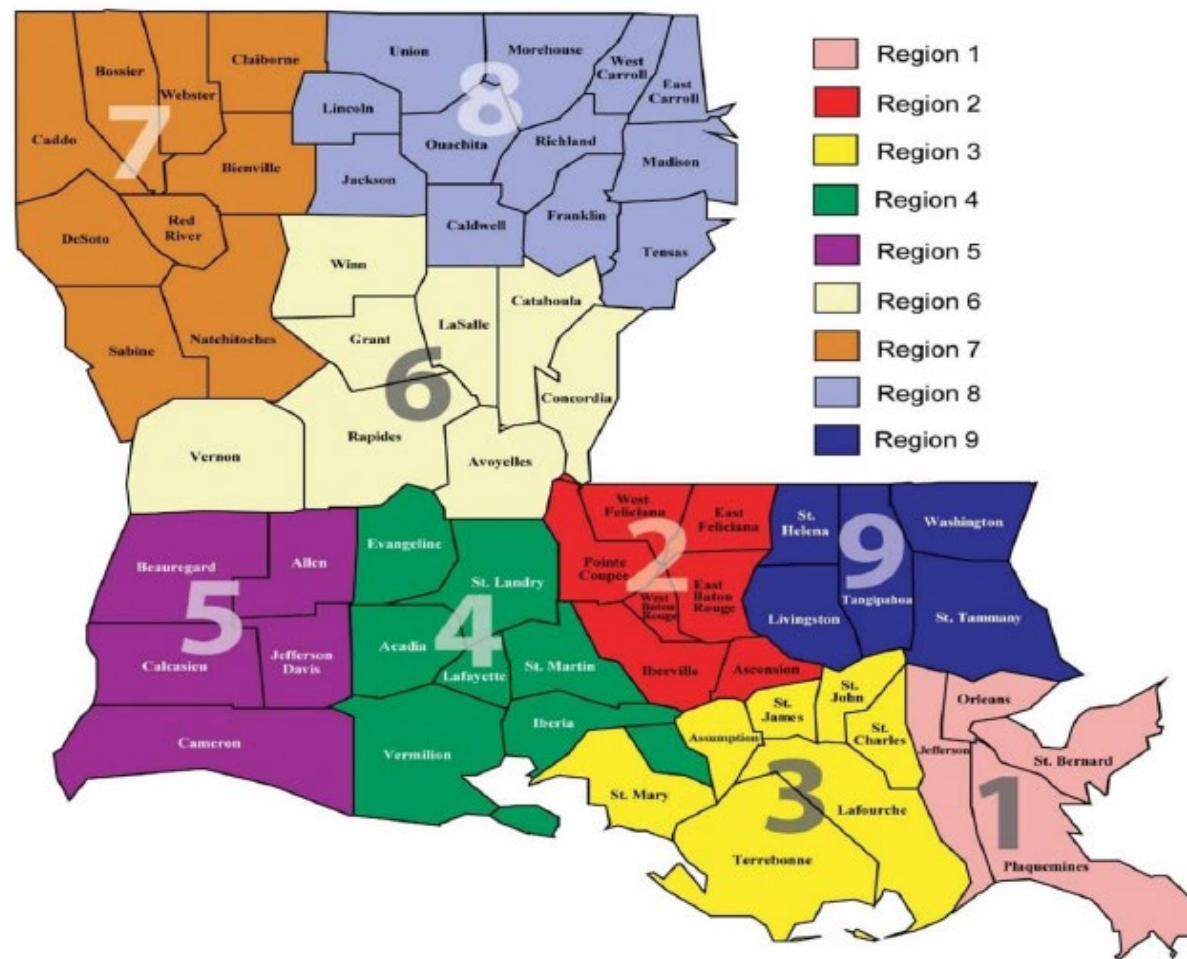 Claiborne
Union
Morehouse
West
Carroll
East
Carroll
Bossier
Webster
Lincoln
8
7
Caddo
Ouachita
Richland
Madison
Bienville
Jackson
Franklin
Red
River
DeSoto
Caldwell
Tensas
Winn
Catahoula
LaSalle
Natchitoches
Grant
Sabine
6
Concordia
Rapides
Vernon
Avoyelles
West
Feliciana
East
Feliciana
St.
Helena
Washington
Evangeline
2
9
Beauregard
Allen
Pointe
Coupee
St. Landry
West
Baton
Rouge
East
Baton
Rouge
Tangipahoa
5
4
Livingston
St. Tammany
Acadia
Calcasieu
Jefferson
Davis
Lafayette
St. Martin
Iberville
Ascension
St.
John
Orleans
St.
James
Iberia
Assumption
St.
Charles
Cameron
Vermilion
Jefferson
St. Bernard
St. Mary
3
Lafourche
1
Terrebonne
Plaquemines
Region 1
Region 2
Region 3
Region 4
Region 5
Region 6
Region 7
Region 8
Region 9